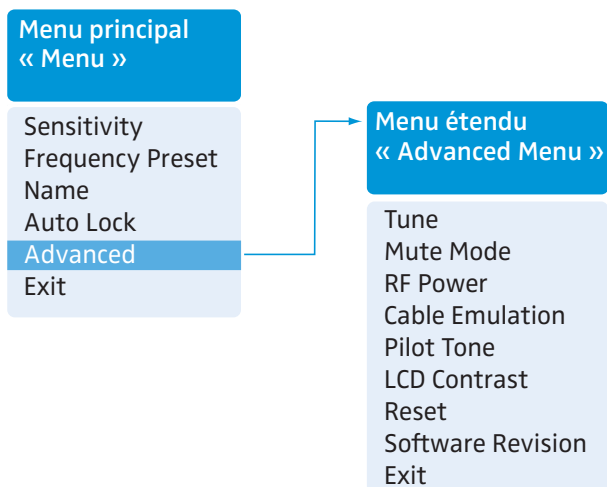 Menu principal
« Menu »
Sensitivity
Frequency Preset
Name
Auto Lock
Advanced
Exit
Menu étendu
« Advanced Menu »
Tune
Mute Mode
RF Power
Cable Emulation
Pilot Tone
LCD Contrast
Reset
Software Revision
Exit